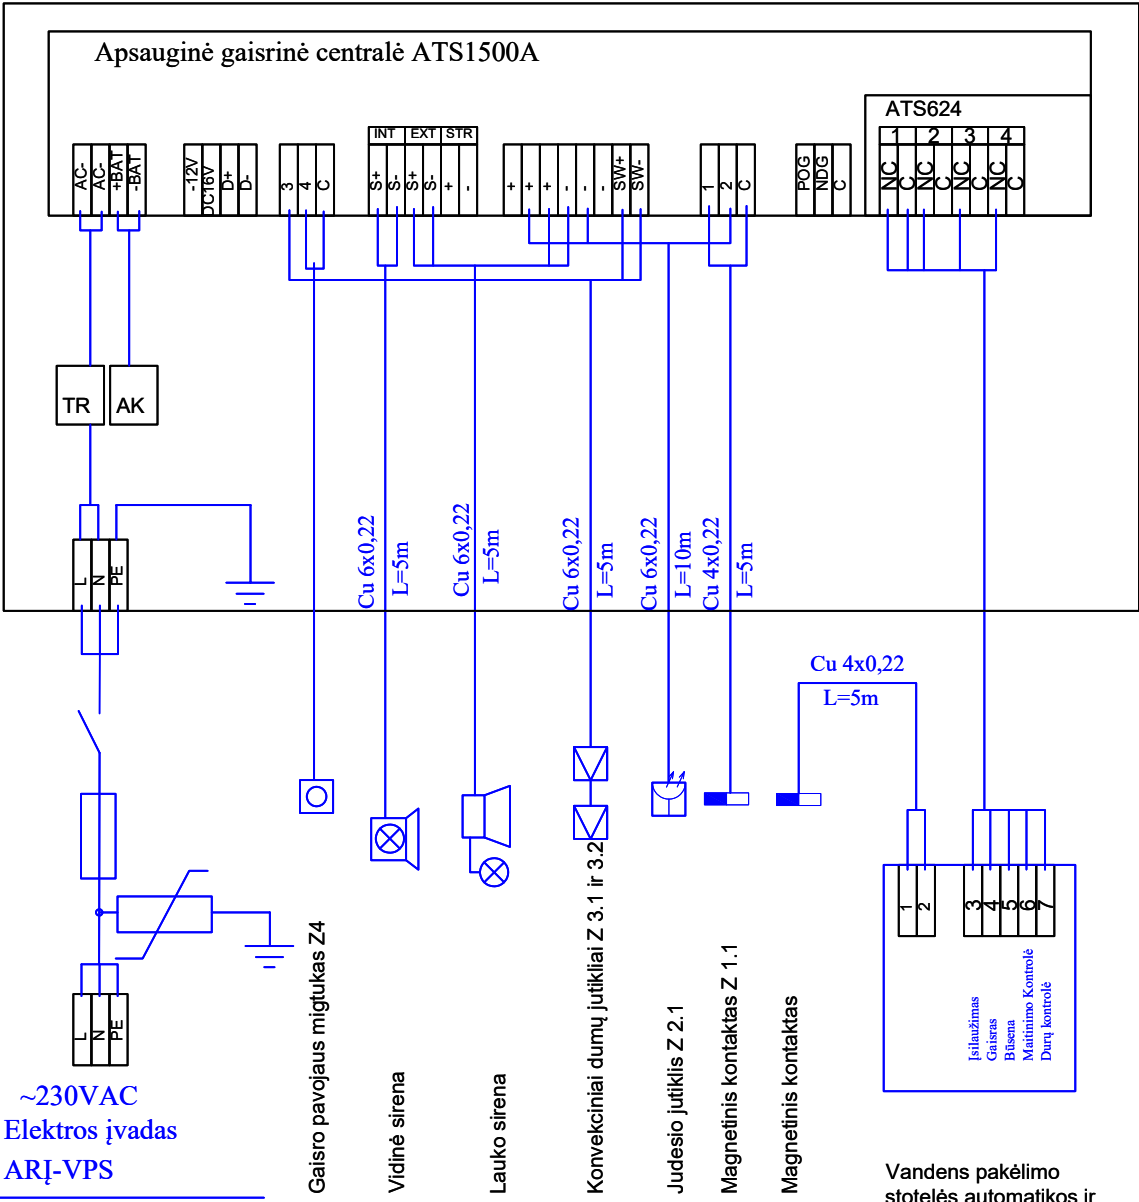 Apsauginė gaisrinė centralė ATS1500A
ATS624
INT EXT STR
1 2 3 4
AC- AC- +BAT -BAT
-12V DC16V D+ D-
3 4 C
S+ S- S+ S- + -
+ + + - - - SW+ SW-
1 2 C
POG NDG C
NC C NC C NC C NC C
TR
AK
L N PE
Cu 6x0,22
L=5m
Cu 6x0,22
L=5m
Cu 6x0,22
L=5m
Cu 6x0,22
L=10m
Cu 4x0,22
L=5m
Cu 4x0,22
L=5m
1 2
3 4 5 6 7
Įsilaužimas
Gaisras
Būsena
Maitinimo Kontrolė
Durų kontrolė
L N PE
~230VAC
Elektros įvadas
ARĮ-VPS
Gaisro pavojaus migtukas Z4
Vidinė sirena
Lauko sirena
Konvekciniai dumų jutikliai Z 3.1 ir 3.2
Judesio jutiklis Z 2.1
Magnetinis kontaktas Z 1.1
Magnetinis kontaktas
Vandens pakėlimo
stotelės automatikos ir